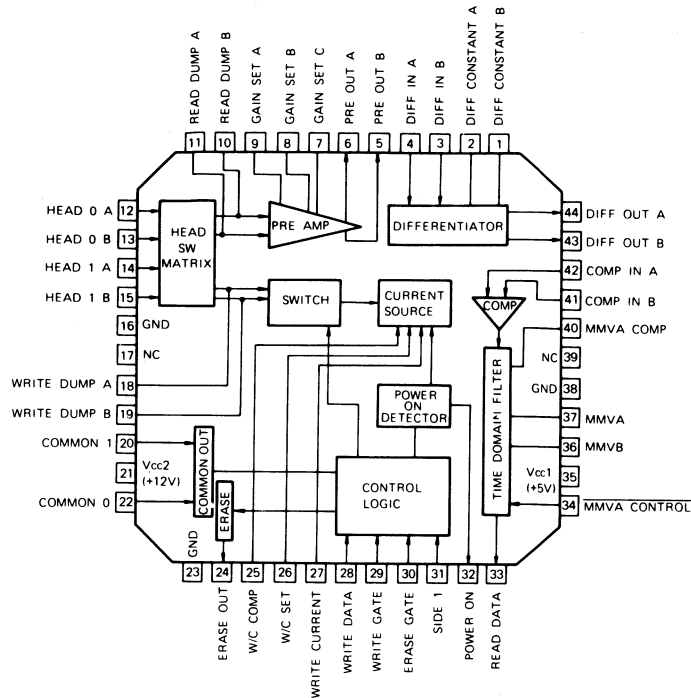 READ DUMP A
READ DUMP B
GAIN SET A
GAIN SET B
GAIN SET C
PRE OUT A
PRE OUT B
DIFF IN A
DIFF IN B
DIFF CONSTANT A
DIFF CONSTANT B
11
10
9
8
7
6
5
4
3
2
1
HEAD 0 A 12
HEAD 0 B 13
HEAD 1 A 14
HEAD 1 B 15
16 GND
17 NC
WRITE DUMP A 18
WRITE DUMP B 19
COMMON 1 20
21 Vcc2
(+12V)
COMMON 0 22
HEAD
SW
MATRIX
PRE AMP
DIFFERENTIATOR
SWITCH
CURRENT
SOURCE
COMP
POWER
ON
DETECTOR
TIME DOMAIN FILTER
COMMON OUT
ERASE
CONTROL
LOGIC
44 DIFF OUT A
43 DIFF OUT B
42 COMP IN A
41 COMP IN B
40 MMVA COMP
NC 39
GND 38
37 MMVA
36 MMVB
Vcc1 35
(+5V)
34 MMVA CONTROL
GND
23
24
25
26
27
28
29
30
31
32
33
ERASE OUT
W/C COMP
W/C SET
WRITE CURRENT
WRITE DATA
WRITE GATE
ERASE GATE
SIDE 1
POWER ON
READ DATA